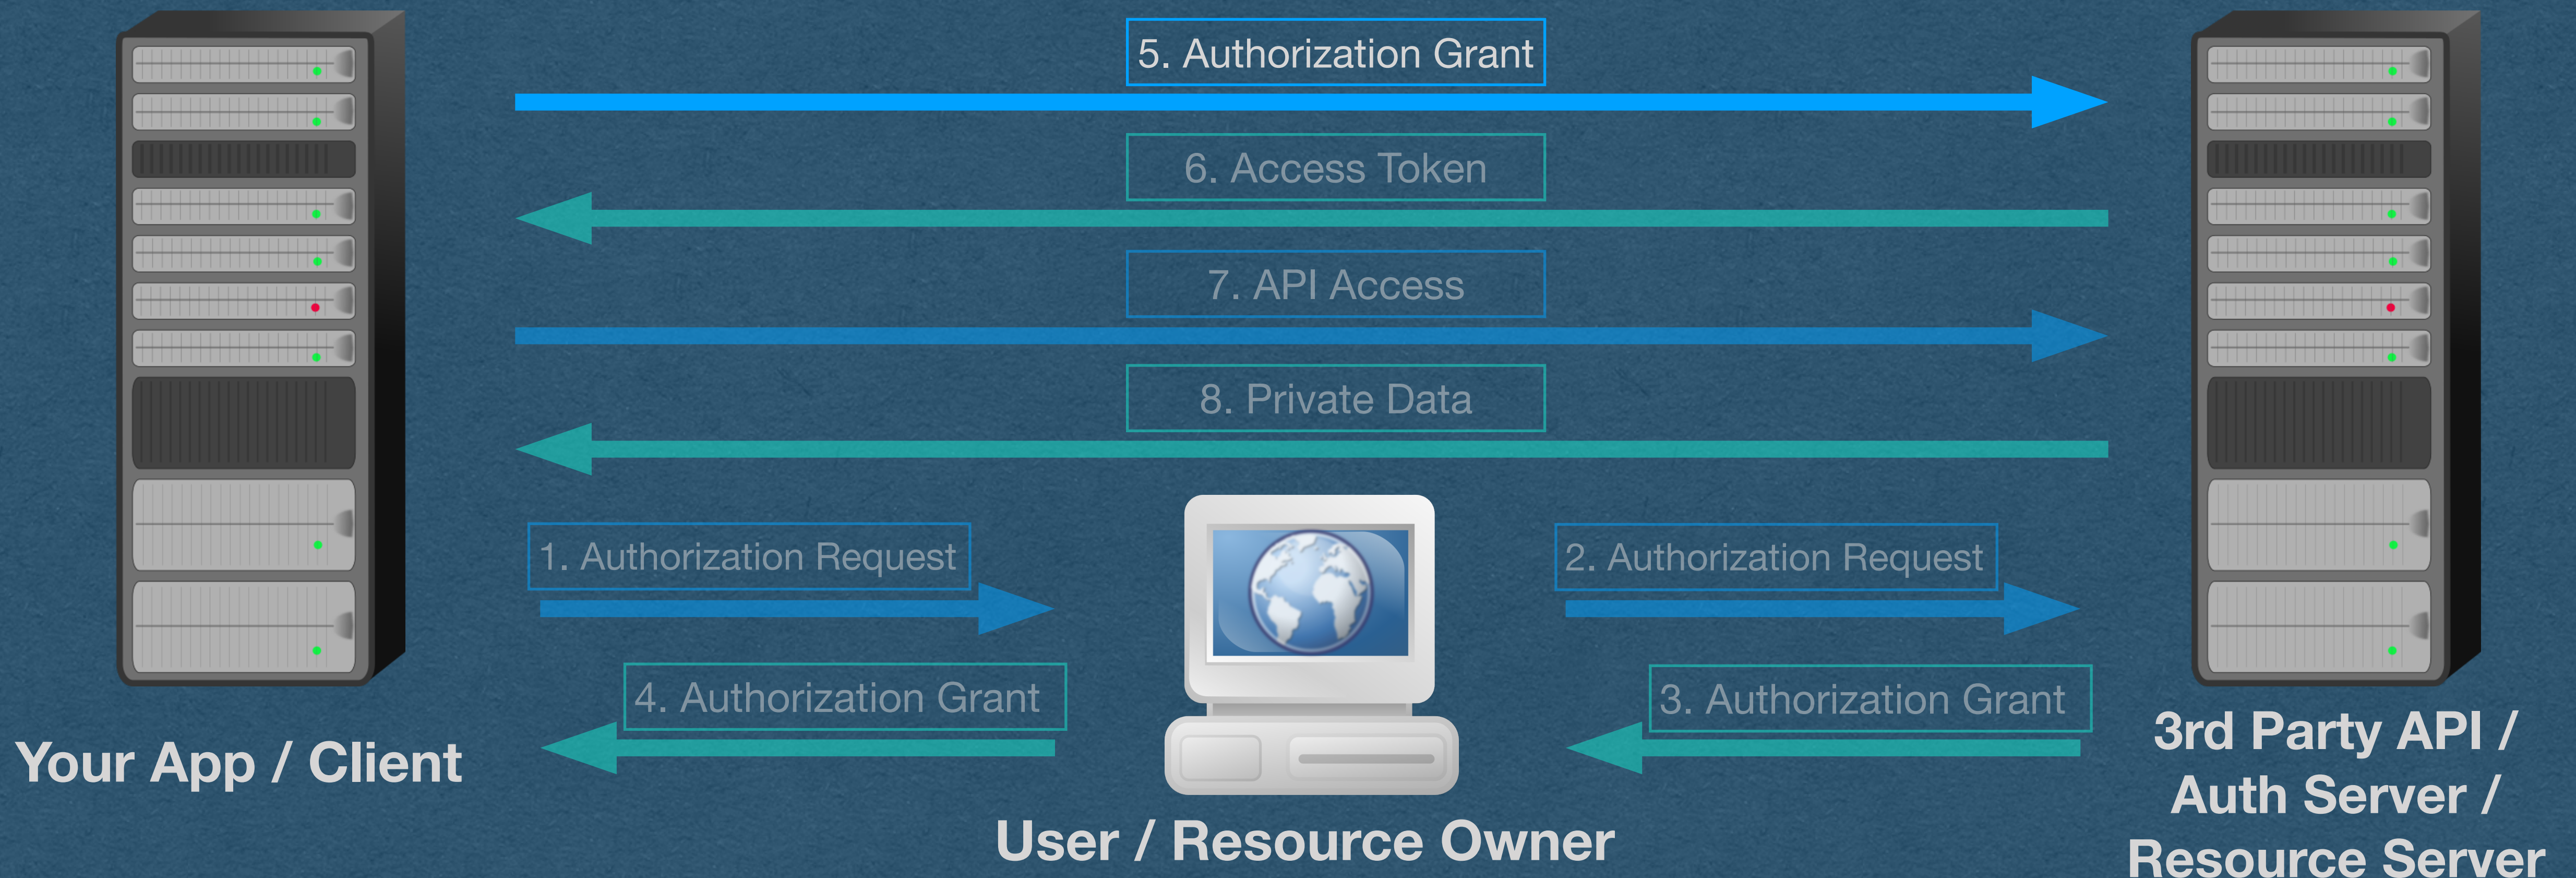 5. Authorization Grant
6. Access Token
7. API Access
8. Private Data
1. Authorization Request
2. Authorization Request
4. Authorization Grant
3. Authorization Grant
Your App / Client
User / Resource Owner
3rd Party API /
Auth Server /
Resource Server